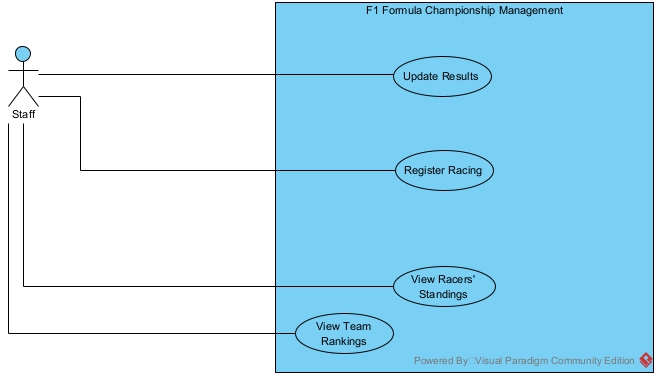 F1 Formula Championship Management
Update Results
Staff
Register Racing
View Racers'
Standings
View Team
Rankings
Powered By Visual Paradigm Community Edition